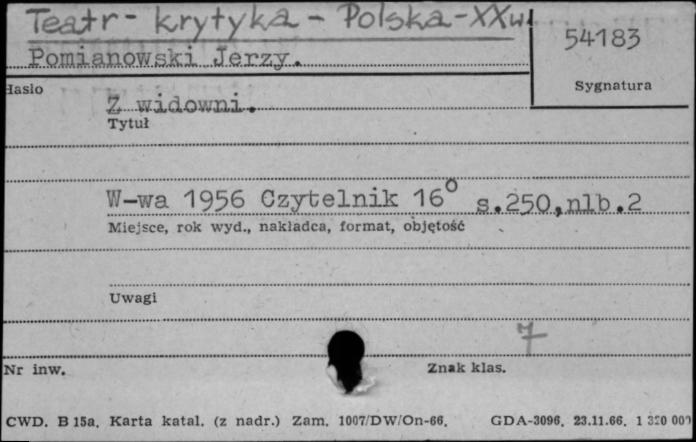 Teatr - krytyka - Polska - XXw.
54183
Pomianowski Jerzy.
Hasło
Sygnatura
Z widowni.
Tytuł
W-wa 1956 Czytelnik 16° s.250,nlb.2
Miejsce, rok wyd., nakładca, format, objętość
Uwagi
7
Nr inw.
Znak klas.
CWD. B 15a. Karta katal. (z nadr.) Zam. 1007/DW/On-66. GDA-3096. 23.11.66. 1 320 000